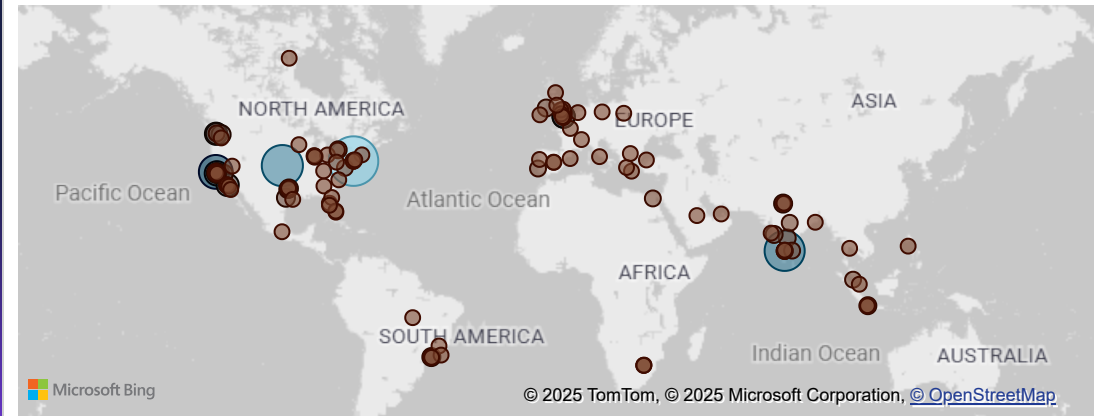 NORTH AMERICA
ASIA
EUROPE
Pacific Ocean
Atlantic Ocean
AFRICA
SOUTH AMERICA
Indian Ocean
AUSTRALIA
Microsoft Bing
© 2025 TomTom, © 2025 Microsoft Corporation, © OpenStreetMap